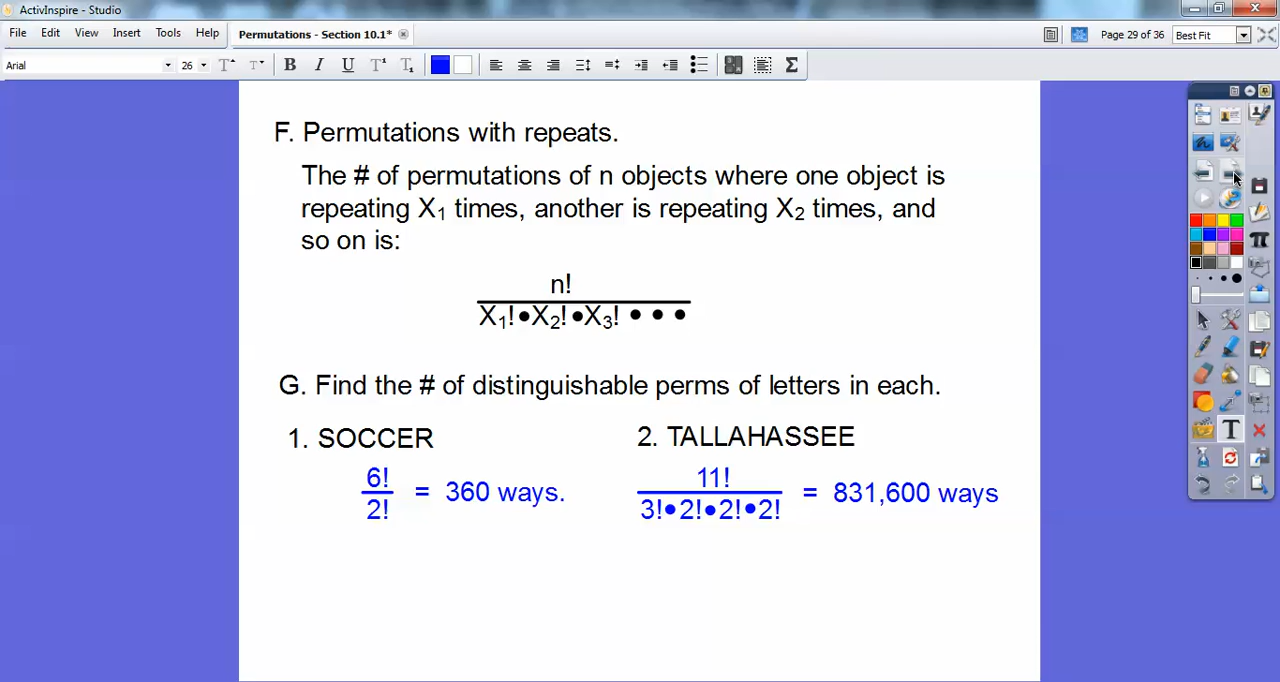 ActivInspire - Studio
File Edit View Insert Tools Help
Permutations - Section 10.1*
Page 29 of 36
Best Fit
Arial
26
F. Permutations with repeats.
The # of permutations of n objects where one object is
repeating X₁ times, another is repeating X₂ times, and
so on is:
n!
X₁!•X₂!•X₃! • • •
G. Find the # of distinguishable perms of letters in each.
1. SOCCER
6!
2!
= 360 ways.
2. TALLAHASSEE
11!
3!•2!•2!•2!
= 831,600 ways